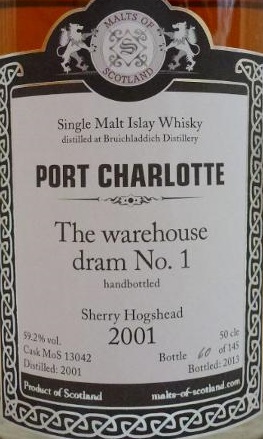 MALTS OF
S
SCOTLAND
Single Malt Islay Whisky
distilled at Bruichladdich Distillery
PORT CHARLOTTE
The warehouse
dram No. 1
handbottled
Sherry Hogshead
2001
59.2% vol.
Cask MoS 13042
Distilled: 2001
50 cle
Bottle 60 of 145
Bottled: 2013
Product of Scotland
malts-of-scotland.com